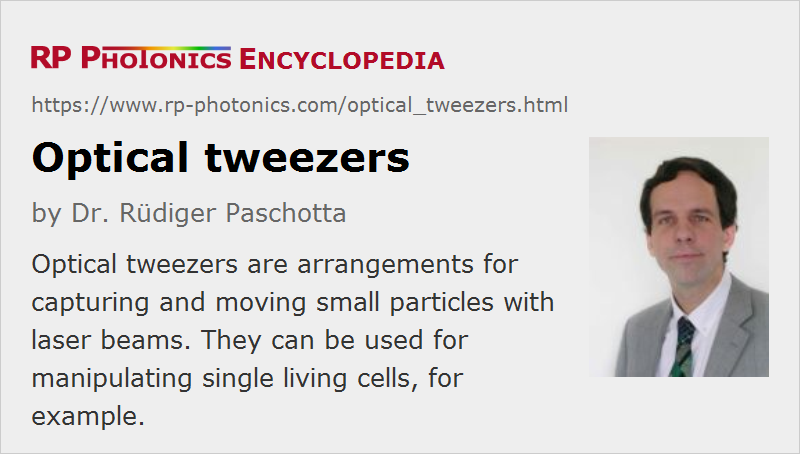 RP PHOTONICS ENCYCLOPEDIA
https://www.rp-photonics.com/optical_tweezers.html
Optical tweezers
by Dr. Rüdiger Paschotta
Optical tweezers are arrangements for
capturing and moving small particles with
laser beams. They can be used for
manipulating single living cells, for
example.